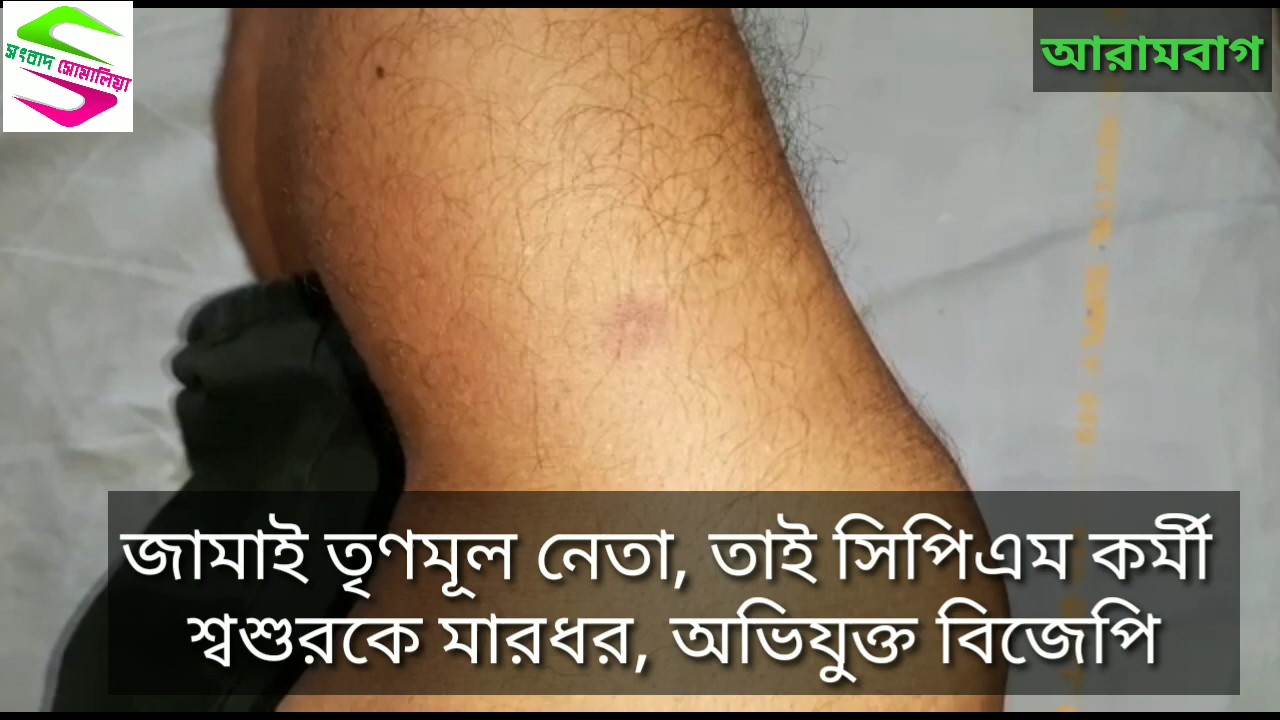 সংবাদ সোমালিয়া
আরামবাগ
জামাই তৃণমূল নেতা, তাই সিপিএম কর্মী
শ্বশুরকে মারধর, অভিযুক্ত বিজেপি